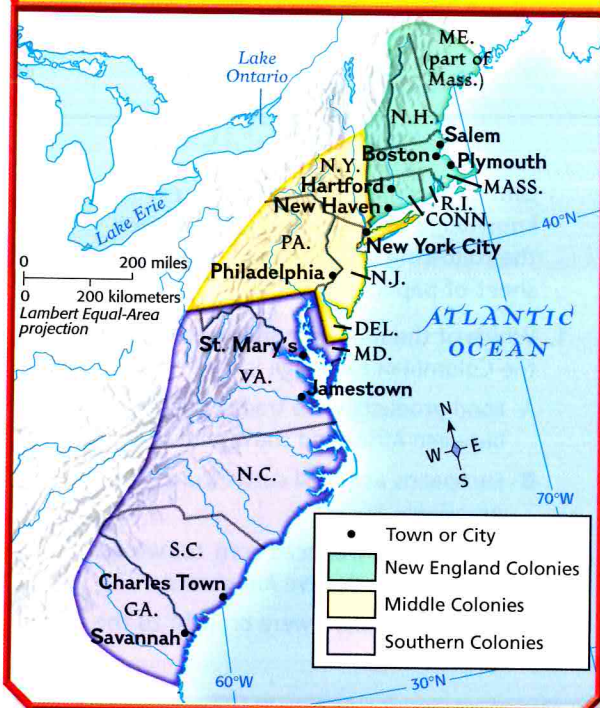 ME.
(part of
Mass.)
Lake
Ontario
N.H.
Salem
Boston
Plymouth
N.Y.
Hartford
MASS.
New Haven
R.I.
CONN.
Lake Erie
40°N
PA.
New York City
0 200 miles
Philadelphia
N.J.
0 200 kilometers
Lambert Equal-Area
projection
DEL.
ATLANTIC
OCEAN
St. Mary's
MD.
VA.
Jamestown
N
W E
S
N.C.
70°W
S.C.
Town or City
New England Colonies
Charles Town
Middle Colonies
GA.
Savannah
Southern Colonies
60°W
30°N